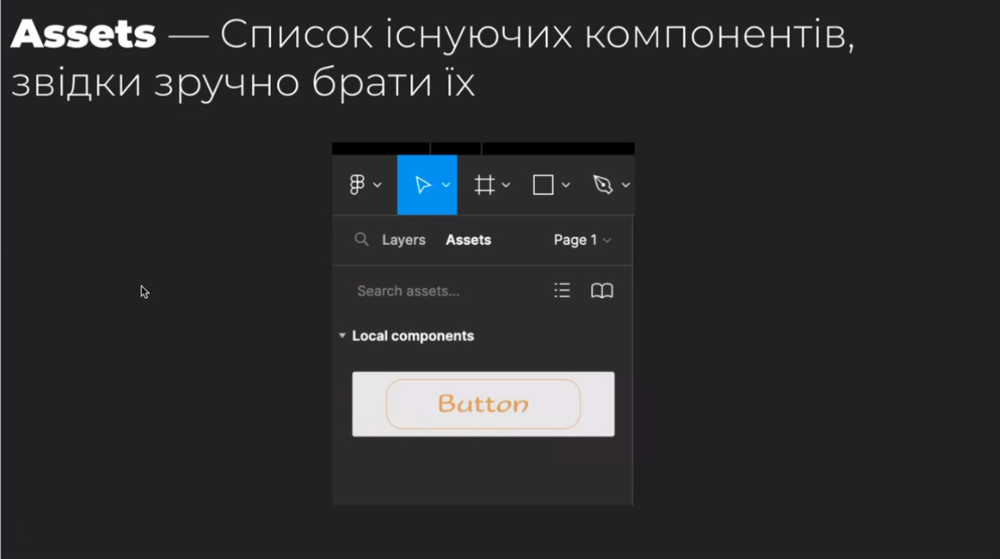 Assets — Список існуючих компонентів,
звідки зручно брати їх
Layers Assets Page 1
Search assets...
Local components
Button